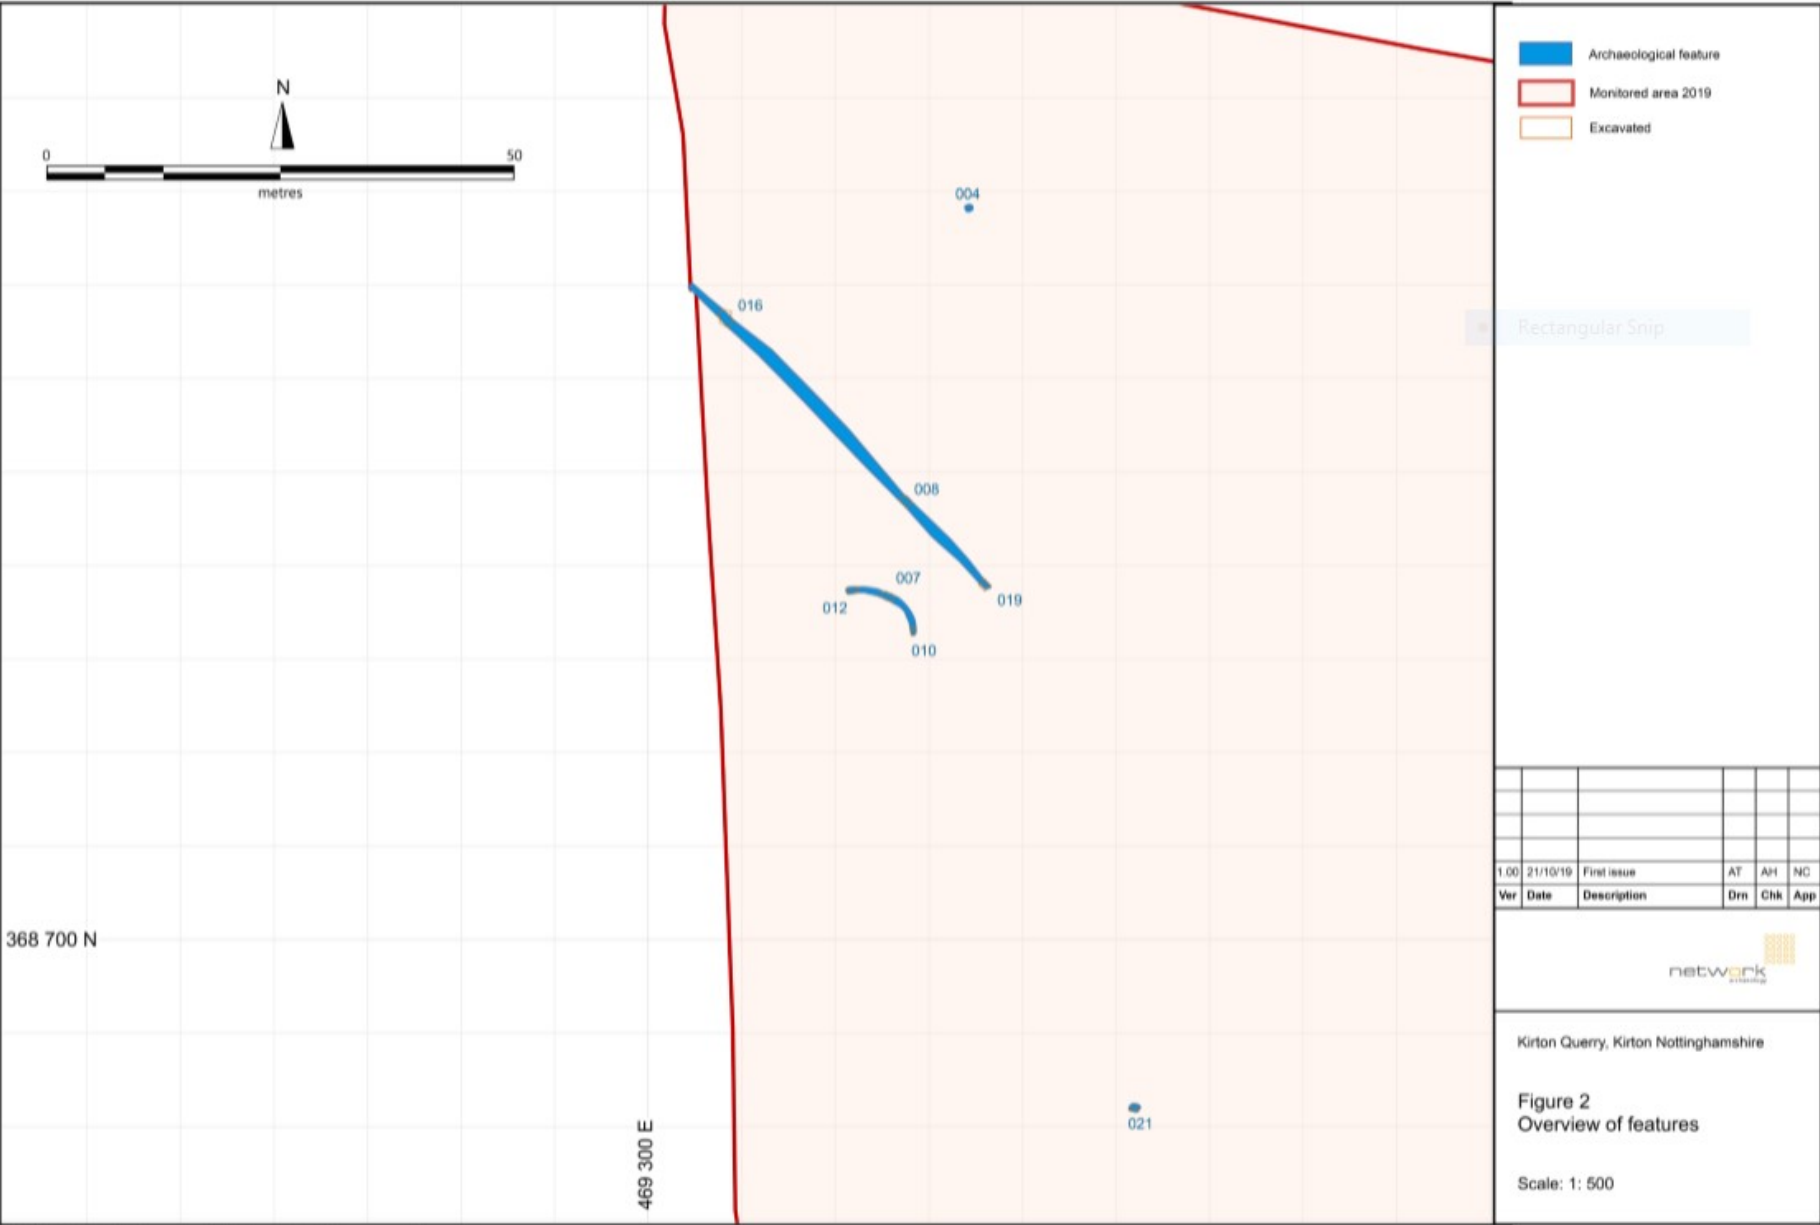 N
0 50
metres
004
016
008
007
012
019
010
021
368 700 N
469 300 E
Archaeological feature
Monitored area 2019
Excavated
Rectangular Snip
1.00 21/10/19 First issue AT AH NC
Ver Date Description Drn Chk App
network
Kirton Querry, Kirton Nottinghamshire
Figure 2
Overview of features
Scale: 1: 500